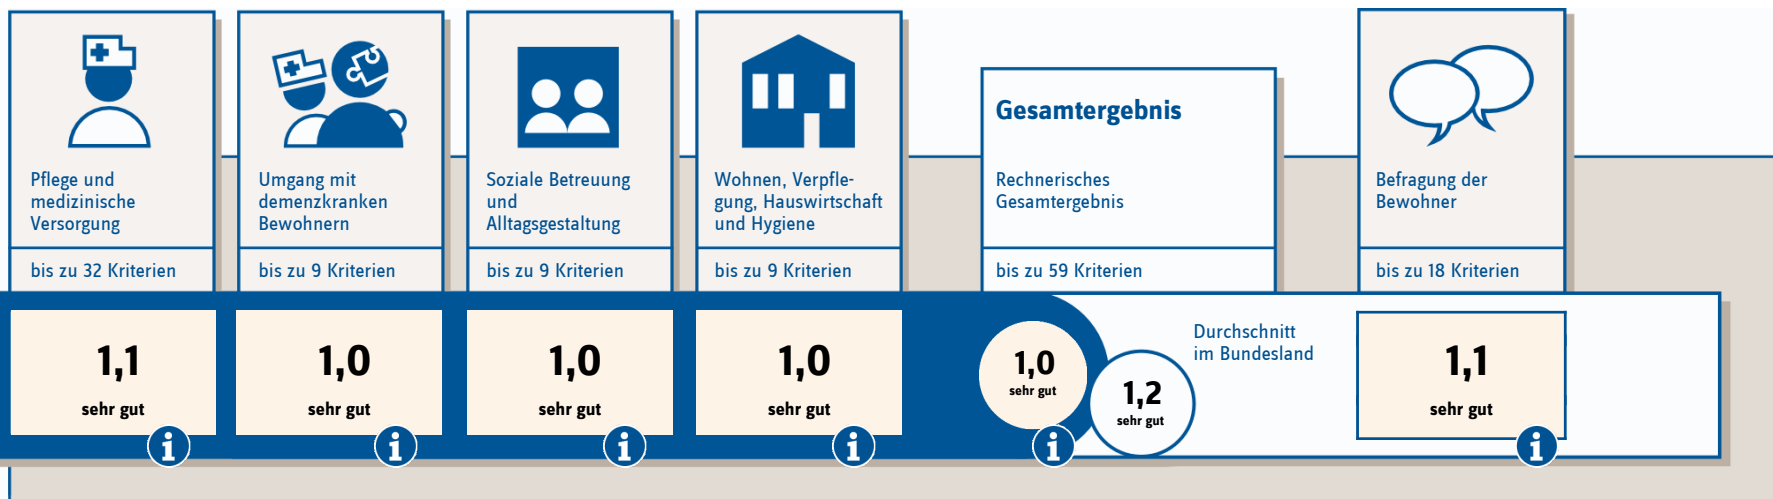 Pflege und
medizinische
Versorgung
bis zu 32 Kriterien
1,1
sehr gut
Umgang mit
demenzkranken
Bewohnern
bis zu 9 Kriterien
1,0
sehr gut
Soziale Betreuung
und
Alltagsgestaltung
bis zu 9 Kriterien
1,0
sehr gut
Wohnen, Verpfle-
gung, Hauswirtschaft
und Hygiene
bis zu 9 Kriterien
1,0
sehr gut
Gesamtergebnis
Rechnerisches
Gesamtergebnis
bis zu 59 Kriterien
1,0
sehr gut
1,2
sehr gut
Durchschnitt
im Bundesland
Befragung der
Bewohner
bis zu 18 Kriterien
1,1
sehr gut